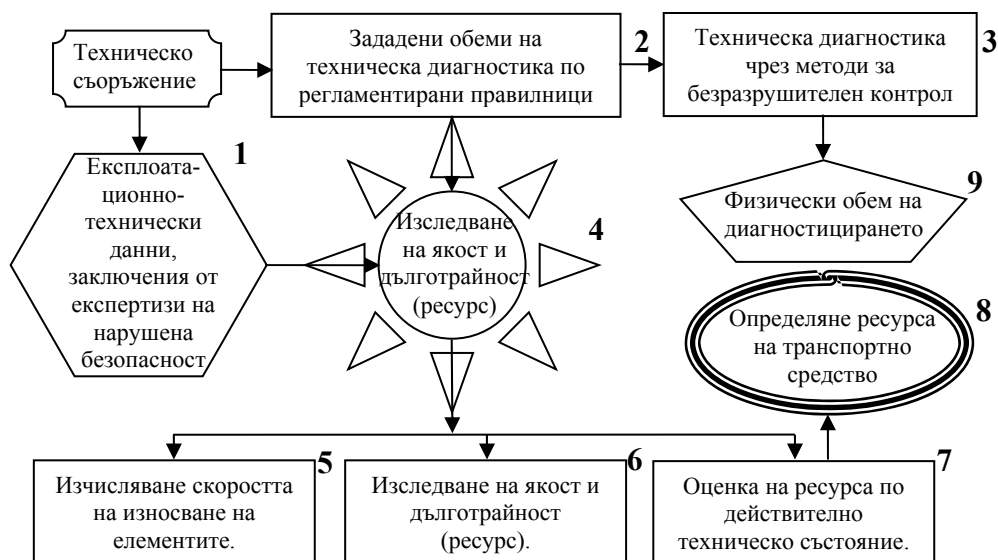 Техническо
съоръжение
Зададени обеми на
техническа диагностика по
регламентирани правилници
2
Техническа диагностика
чрез методи за
безразрушителен контрол
3
1
Експлоата-
ционно-
технически
данни,
заключения от
експертизи на
нарушена
безопасност
Изследване
на якост и
дълготрайност
(ресурс)
4
9
Физически обем на
диагностицирането
8
Определяне ресурса
на транспортно
средство
5
Изчисляване скоростта
на износване на
елементите.
6
Изследване на якост и
дълготрайност
(ресурс).
7
Оценка на ресурса по
действително
техническо състояние.